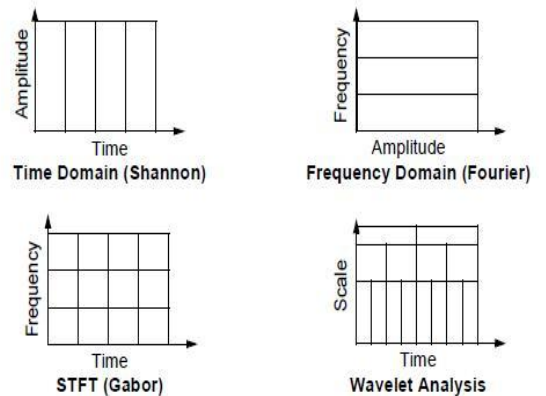 Amplitude
Time
Time Domain (Shannon)
Frequency
Amplitude
Frequency Domain (Fourier)
Frequency
Time
STFT (Gabor)
Scale
Time
Wavelet Analysis